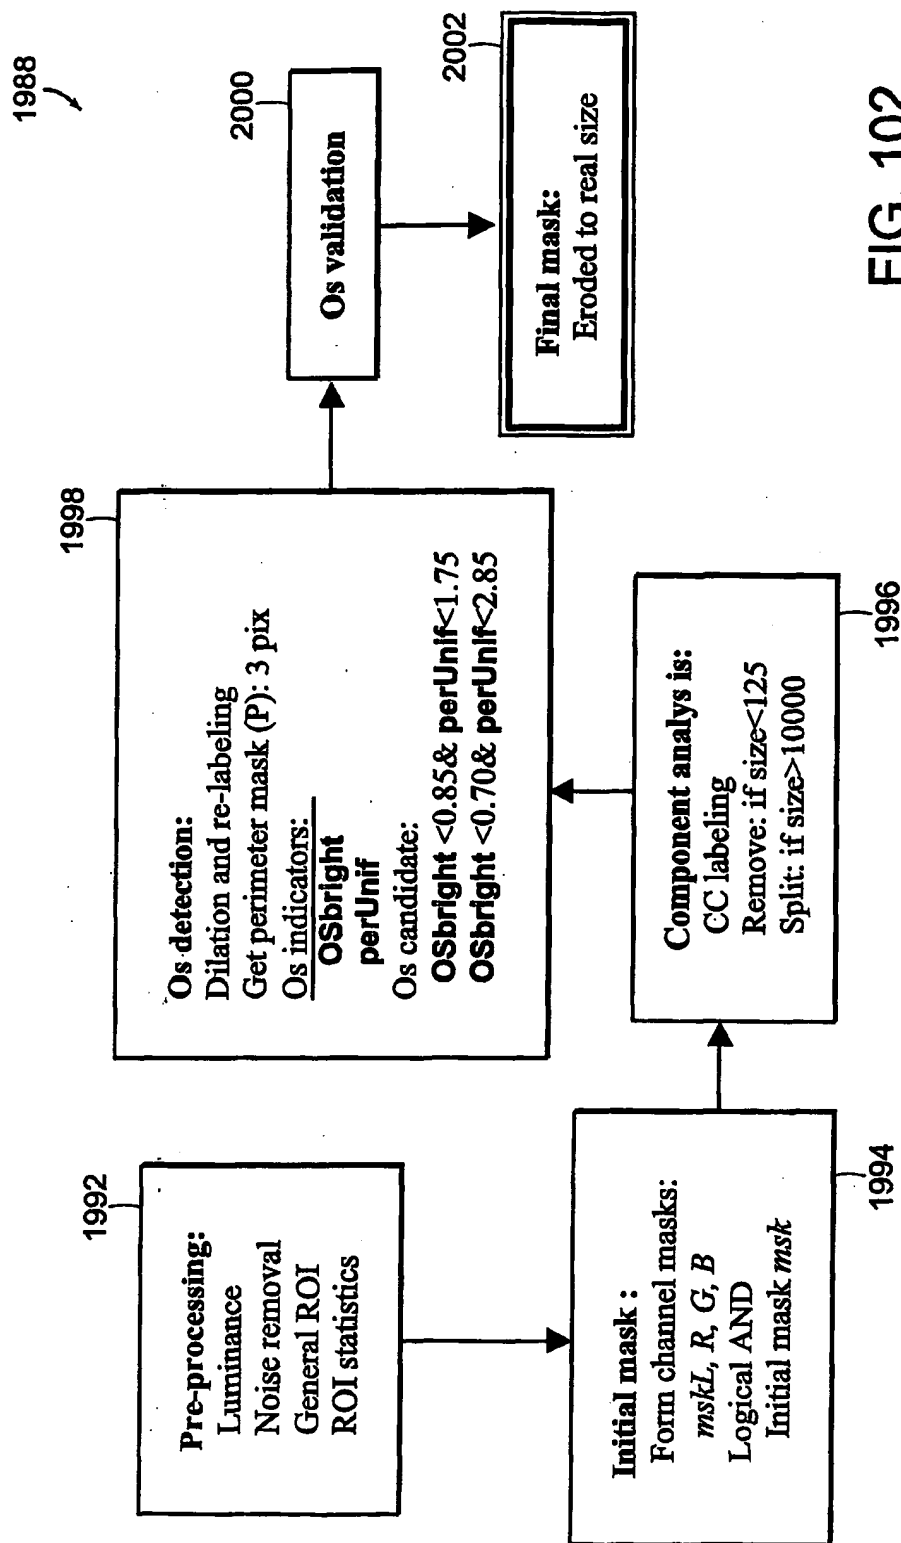 1988
1992
Pre-processing:
Luminance
Noise removal
General ROI
ROI statistics
Initial mask :
Form channel masks:
mskL, R, G, B
Logical AND
Initial mask msk
1994
Component analys is:
CC labeling
Remove: if size<125
Split: if size>10000
1996
1998
Os detection:
Dilation and re-labeling
Get perimeter mask (P): 3 pix
Os indicators:
OSbright
perUnif
Os candidate:
OSbright <0.85& perUnif<1.75
OSbright <0.70& perUnif<2.85
2000
Os validation
2002
Final mask:
Eroded to real size
FIG. 102